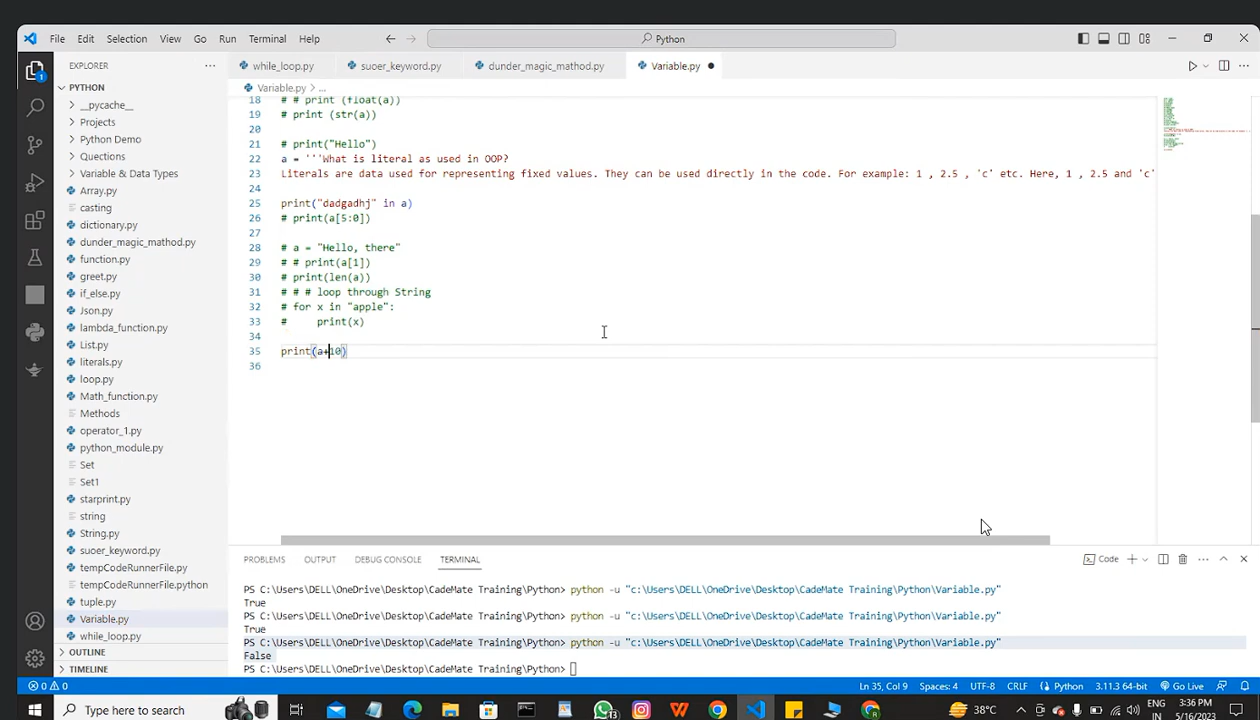 File Edit Selection View Go Run Terminal Help Python
EXPLORER while_loop.py suoer_keyword.py dunder_magic_mathod.py Variable.py
PYTHON
Variable.py > ...
__pycache__
Projects
Python Demo
Questions
Variable & Data Types
Array.py
casting
dictionary.py
dunder_magic_mathod.py
function.py
greet.py
if_else.py
Json.py
lambda_function.py
List.py
literals.py
loop.py
Math_function.py
Methods
operator_1.py
python_module.py
Set
Set1
starprint.py
string
String.py
suoer_keyword.py
tempCodeRunnerFile.py
tempCodeRunnerFile.python
tuple.py
Variable.py
while_loop.py
OUTLINE
TIMELINE
18 # # print (float(a))
19 # print (str(a))
20
21 # print("Hello")
22 a = '''What is literal as used in OOP?
23 Literals are data used for representing fixed values. They can be used directly in the code. For example: 1 , 2.5 , 'c' etc. Here, 1 , 2.5 and 'c'
24
25 print("dadgadhj" in a)
26 # print(a[5:0])
28 # a = "Hello, there"
29 # # print(a[1])
30 # print(len(a))
31 # # # loop through String
32 # for x in "apple":
33 #     print(x)
34
35 print(a+10)
36
PROBLEMS OUTPUT DEBUG CONSOLE TERMINAL Code
PS C:\Users\DELL\OneDrive\Desktop\CadeMate Training\Python> python -u "c:\Users\DELL\OneDrive\Desktop\CadeMate Training\Python\Variable.py"
True
PS C:\Users\DELL\OneDrive\Desktop\CadeMate Training\Python> python -u "c:\Users\DELL\OneDrive\Desktop\CadeMate Training\Python\Variable.py"
True
PS C:\Users\DELL\OneDrive\Desktop\CadeMate Training\Python> python -u "c:\Users\DELL\OneDrive\Desktop\CadeMate Training\Python\Variable.py"
False
PS C:\Users\DELL\OneDrive\Desktop\CadeMate Training\Python>
0 0 Ln 35, Col 9 Spaces: 4 UTF-8 CRLF Python 3.11.3 64-bit Go Live
Type here to search 13 38°C ENG 3:36 PM
IN 5/16/2023